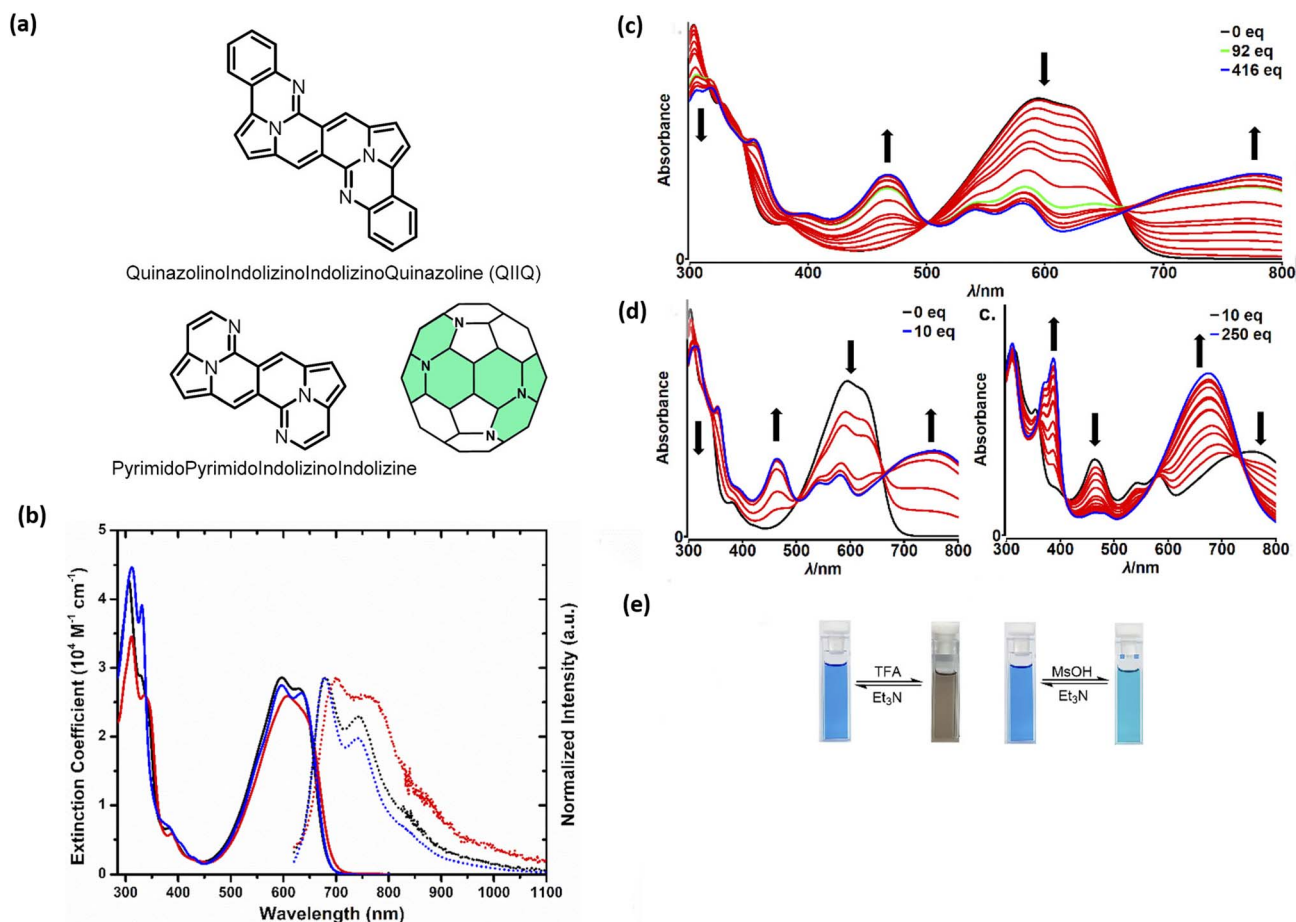 (a)
N
N
N
N
QuinazolinoIndolizinoIndolizinoQuinazoline (QIIQ)
N
N
N
N
N
N
N
N
PyrimidoPyrimidoIndolizinoIndolizine
(b)
5
4
3
2
1
0
Extinction Coefficient (10⁴ M⁻¹ cm⁻¹)
Normalized Intensity (a.u.)
300 400 500 600 700 800 900 1000 1100
Wavelength (nm)
(c)
0 eq
92 eq
416 eq
Absorbance
0
300 400 500 600 700 800
λ/nm
(d)
0 eq
10 eq
Absorbance
0
300 400 500 600 700 800
λ/nm
c.
10 eq
250 eq
Absorbance
0
300 400 500 600 700 800
λ/nm
(e)
TFA
Et₃N
MsOH
Et₃N